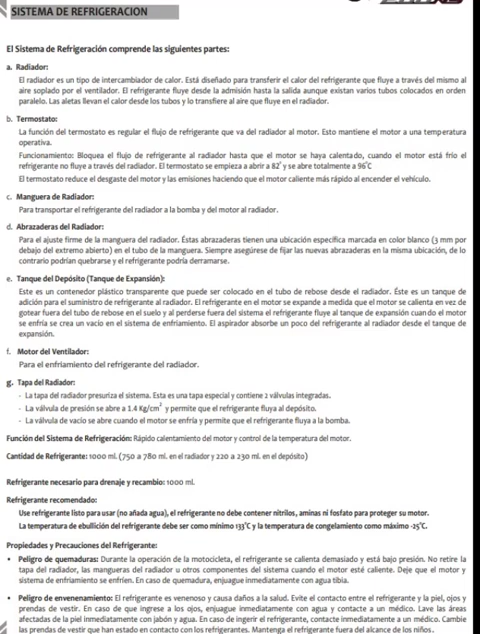 SISTEMA DE REFRIGERACION
El Sistema de Refrigeración comprende las siguientes partes:
a. Radiador:
El radiador es un tipo de intercambiador de calor. Está diseñado para transferir el calor del refrigerante que fluye a través del mismo al
aire soplado por el ventilador. El refrigerante fluye desde la admisión hasta la salida aunque existan varios tubos colocados en orden
paralelo. Las aletas llevan el calor desde los tubos y lo transfiere al aire que fluye en el radiador.
b. Termostato:
La función del termostato es regular el flujo de refrigerante que va del radiador al motor. Esto mantiene el motor a una temperatura
operativa.
Funcionamiento: Bloquea el flujo de refrigerante al radiador hasta que el motor se haya calentado, cuando el motor está frío el
refrigerante no fluye a través del radiador. El termostato se empieza a abrir a 82° y se abre totalmente a 96°C
El termostato reduce el desgaste del motor y las emisiones haciendo que el motor caliente más rápido al encender el vehículo.
c. Manguera de Radiador:
Para transportar el refrigerante del radiador a la bomba y del motor al radiador.
d. Abrazaderas del Radiador:
Para el ajuste firme de la manguera del radiador. Éstas abrazaderas tienen una ubicación específica marcada en color blanco (3 mm por
debajo del extremo abierto) en el tubo de la manguera. Siempre asegúrese de fijar las nuevas abrazaderas en la misma ubicación, de lo
contrario podrían quebrarse y el refrigerante podría derramarse.
e. Tanque del Depósito (Tanque de Expansión):
Este es un contenedor plástico transparente que puede ser colocado en el tubo de rebose desde el radiador. Éste es un tanque de
adición para el suministro de refrigerante al radiador. El refrigerante en el motor se expande a medida que el motor se calienta en vez de
gotear fuera del tubo de rebose en el suelo y al perderse fuera del sistema el refrigerante fluye al tanque de expansión cuando el motor
se enfria se crea un vacío en el sistema de enfriamiento. El aspirador absorbe un poco del refrigerante al radiador desde el tanque de
expansión.
f. Motor del Ventilador:
Para el enfriamiento del refrigerante del radiador.
g. Tapa del Radiador:
- La tapa del radiador presuriza el sistema. Esta es una tapa especial y contiene 2 válvulas integradas.
- La válvula de presión se abre a 1.4 Kg/cm² y permite que el refrigerante fluya al depósito.
- La válvula de vacío se abre cuando el motor se enfría y permite que el refrigerante fluya a la bomba.
Función del Sistema de Refrigeración: Rápido calentamiento del motor y control de la temperatura del motor.
Cantidad de Refrigerante: 1000 ml. (750 a 780 ml. en el radiador y 220 a 230 ml. en el depósito)
Refrigerante necesario para drenaje y recambio: 1000 ml.
Refrigerante recomendado:
Use refrigerante listo para usar (no añada agua), el refrigerante no debe contener nitrilos, aminas ni fosfato para proteger su motor.
La temperatura de ebullición del refrigerante debe ser como mínimo 133°C y la temperatura de congelamiento como máximo -25°C.
Propiedades y Precauciones del Refrigerante:
• Peligro de quemaduras: Durante la operación de la motocicleta, el refrigerante se calienta demasiado y está bajo presión. No retire la
tapa del radiador, las mangueras del radiador u otros componentes del sistema cuando el motor esté caliente. Deje que el motor y
sistema de enfriamiento se enfríen. En caso de quemadura, enjuague inmediatamente con agua tibia.
• Peligro de envenenamiento: El refrigerante es venenoso y causa daños a la salud. Evite el contacto entre el refrigerante y la piel, ojos y
prendas de vestir. En caso de que ingrese a los ojos, enjuague inmediatamente con agua y contacte a un médico. Lave las áreas
afectadas de la piel inmediatamente con jabón y agua. En caso de ingerir el refrigerante, contacte inmediatamente a un médico. Cambie
las prendas de vestir que han estado en contacto con los refrigerantes. Mantenga el refrigerante fuera del alcance de los niños.